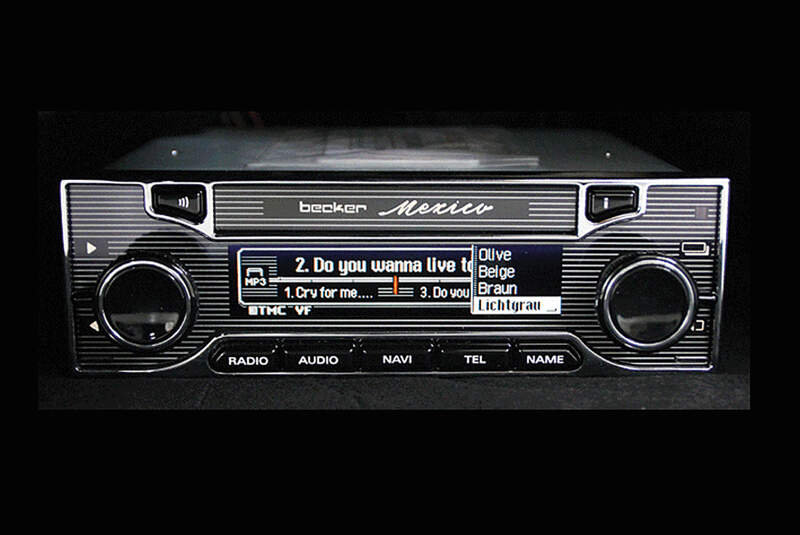 becker Mexico
2. Do you wanna live to
MP3
1. Cry for me.... 3. Do you
TMC VF
Olive
Beige
Braun
Lichtgrau
RADIO AUDIO NAVI TEL NAME